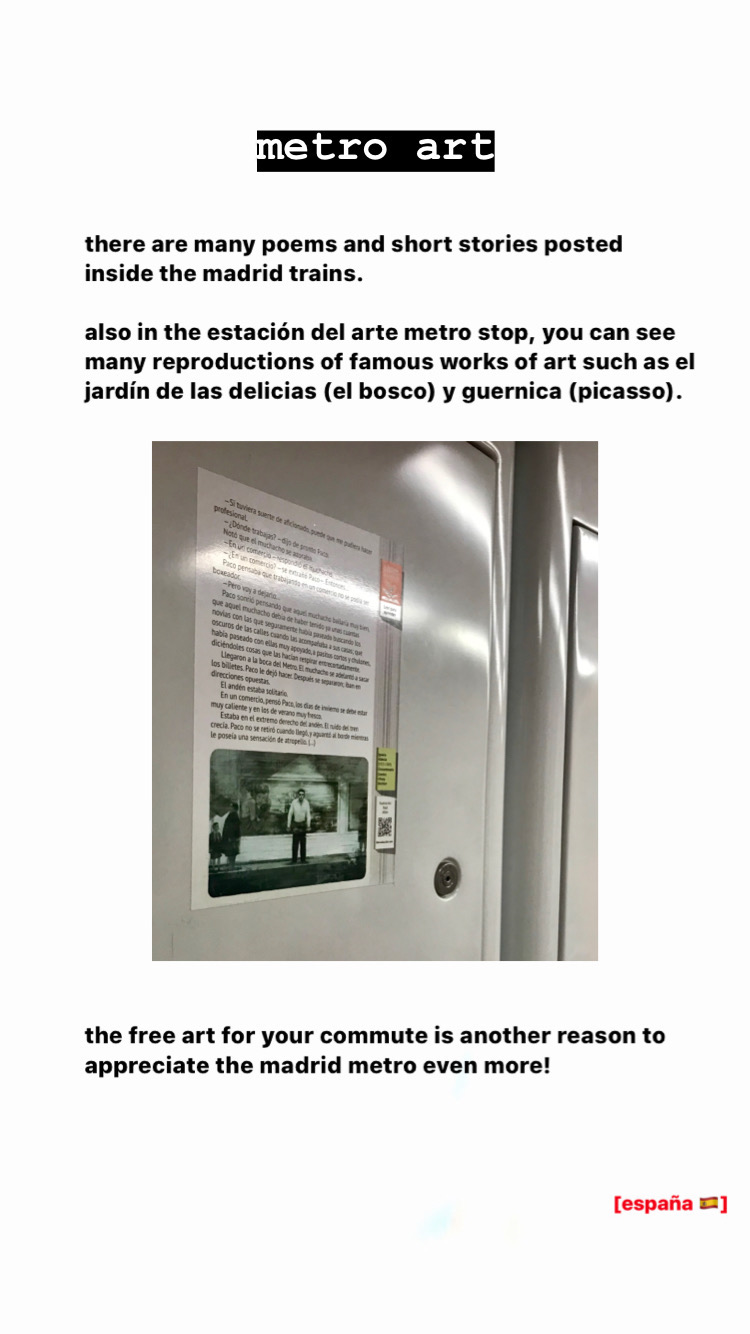 metro art
there are many poems and short stories posted
inside the madrid trains.
also in the estación del arte metro stop, you can see
many reproductions of famous works of art such as el
jardín de las delicias (el bosco) y guernica (picasso).
—Si tuviera suerte de aficionado, puede que me pudiera hacer
profesional.
—¿Dónde trabajas? —dijo de pronto Paco.
Notó que el muchacho se
—En un comercio —respondió el muchacho.
—¿En un comercio? —se extrañó Paco—. Entonces...
Paco pensaba que trabajando en un comercio no se podía ser
boxeador.
—Pero voy a dejarlo...
Paco sonrió pensando que aquel muchacho bailaría muy bien,
que aquel muchacho debía de haber tenido ya unas cuantas
novias con las que seguramente había paseado buscando los
oscuros de las calles cuando las acompañaba a sus casas; que
había paseado con ellas muy apoyado, a pasitos cortos y chulones,
diciéndoles cosas que las hacían respirar entrecortadamente.
Llegaron a la boca del Metro. El muchacho se adelantó a sacar
los billetes. Paco le dejó hacer. Después se separaron; iban en
direcciones opuestas.
El andén estaba solitario.
En un comercio, pensó Paco, los días de invierno se debe estar
muy caliente y en los de verano muy fresco.
Estaba en el extremo derecho del andén. El ruido del tren
crecía. Paco no se retiró cuando llegó, y aguantó al borde mientras
le poseía una sensación de atropello. (...)
the free art for your commute is another reason to
appreciate the madrid metro even more!
[españa 🇪🇸]